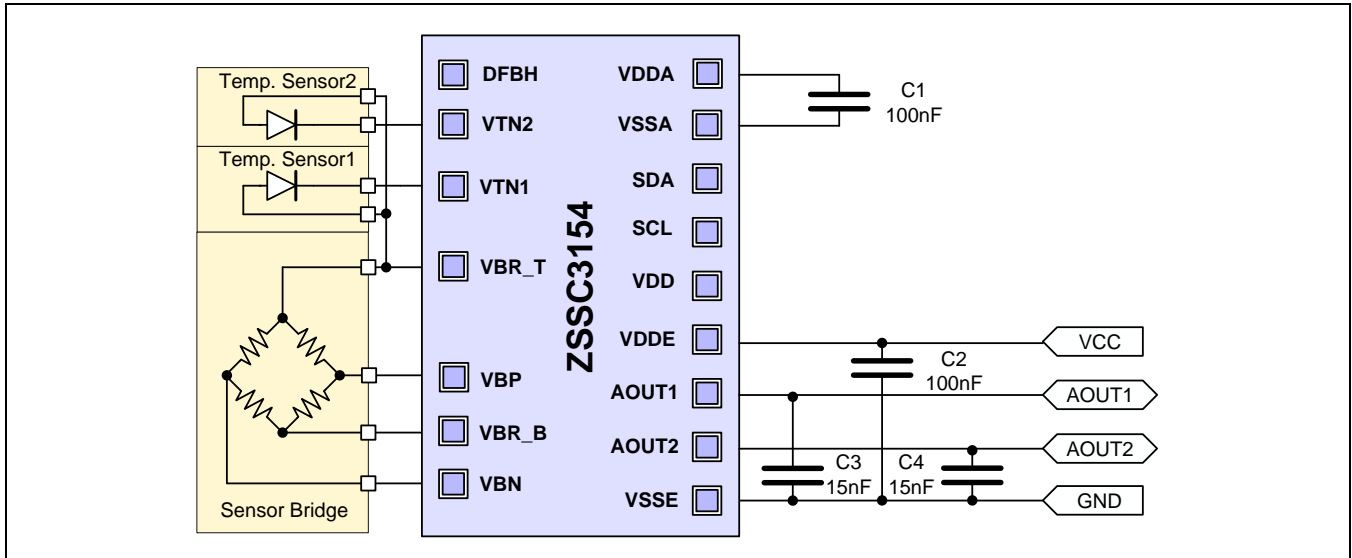 Temp. Sensor2
Temp. Sensor1
Sensor Bridge
DFBH
VTN2
VTN1
VBR_T
VBP
VBR_B
VBN
ZSSC3154
VDDA
VSSA
SDA
SCL
VDD
VDDE
AOUT1
AOUT2
VSSE
C1
100nF
C2
100nF
C3
15nF
C4
15nF
VCC
AOUT1
AOUT2
GND